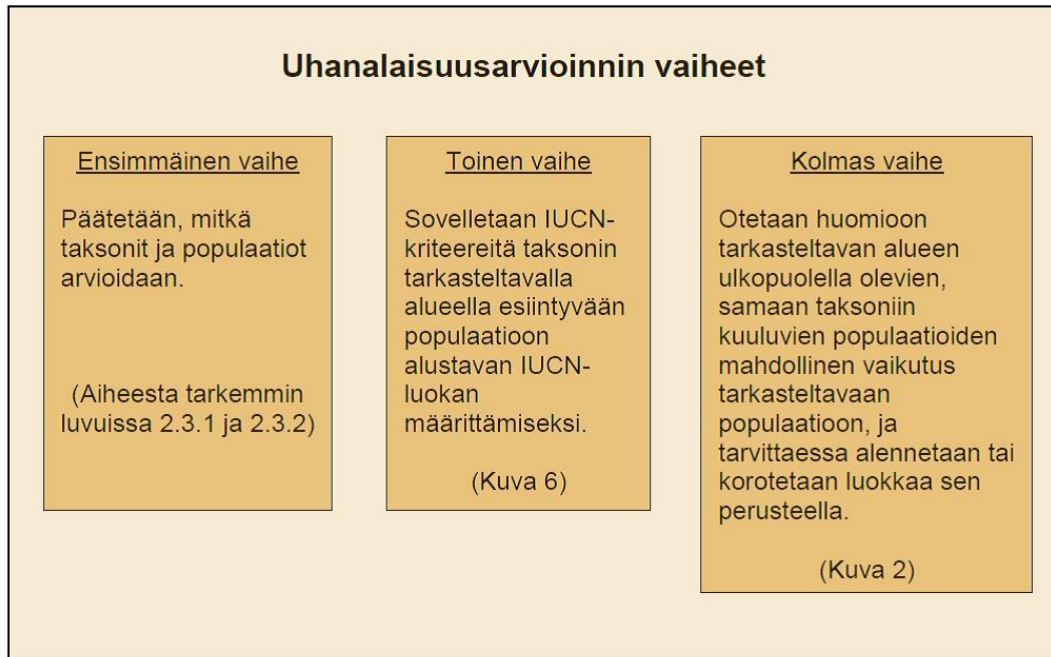 Uhanalaisuusarvioinnin vaiheet
Ensimmäinen vaihe
Päätetään, mitkä
taksonit ja populaatiot
arvioidaan.
(Aiheesta tarkemmin
luvuissa 2.3.1 ja 2.3.2)
Toinen vaihe
Sovelletaan IUCN-
kriteereitä taksonin
tarkasteltavalla
alueella esiintyvään
populaatioon
alustavan IUCN-
luokan
määrittämiseksi.
(Kuva 6)
Kolmas vaihe
Otetaan huomioon
tarkasteltavan alueen
ulkopuolella olevien,
samaan taksoniin
kuuluvien populaatioiden
mahdollinen vaikutus
tarkasteltavaan
populaatioon, ja
tarvittaessa alennetaan tai
korotetaan luokkaa sen
perusteella.
(Kuva 2)